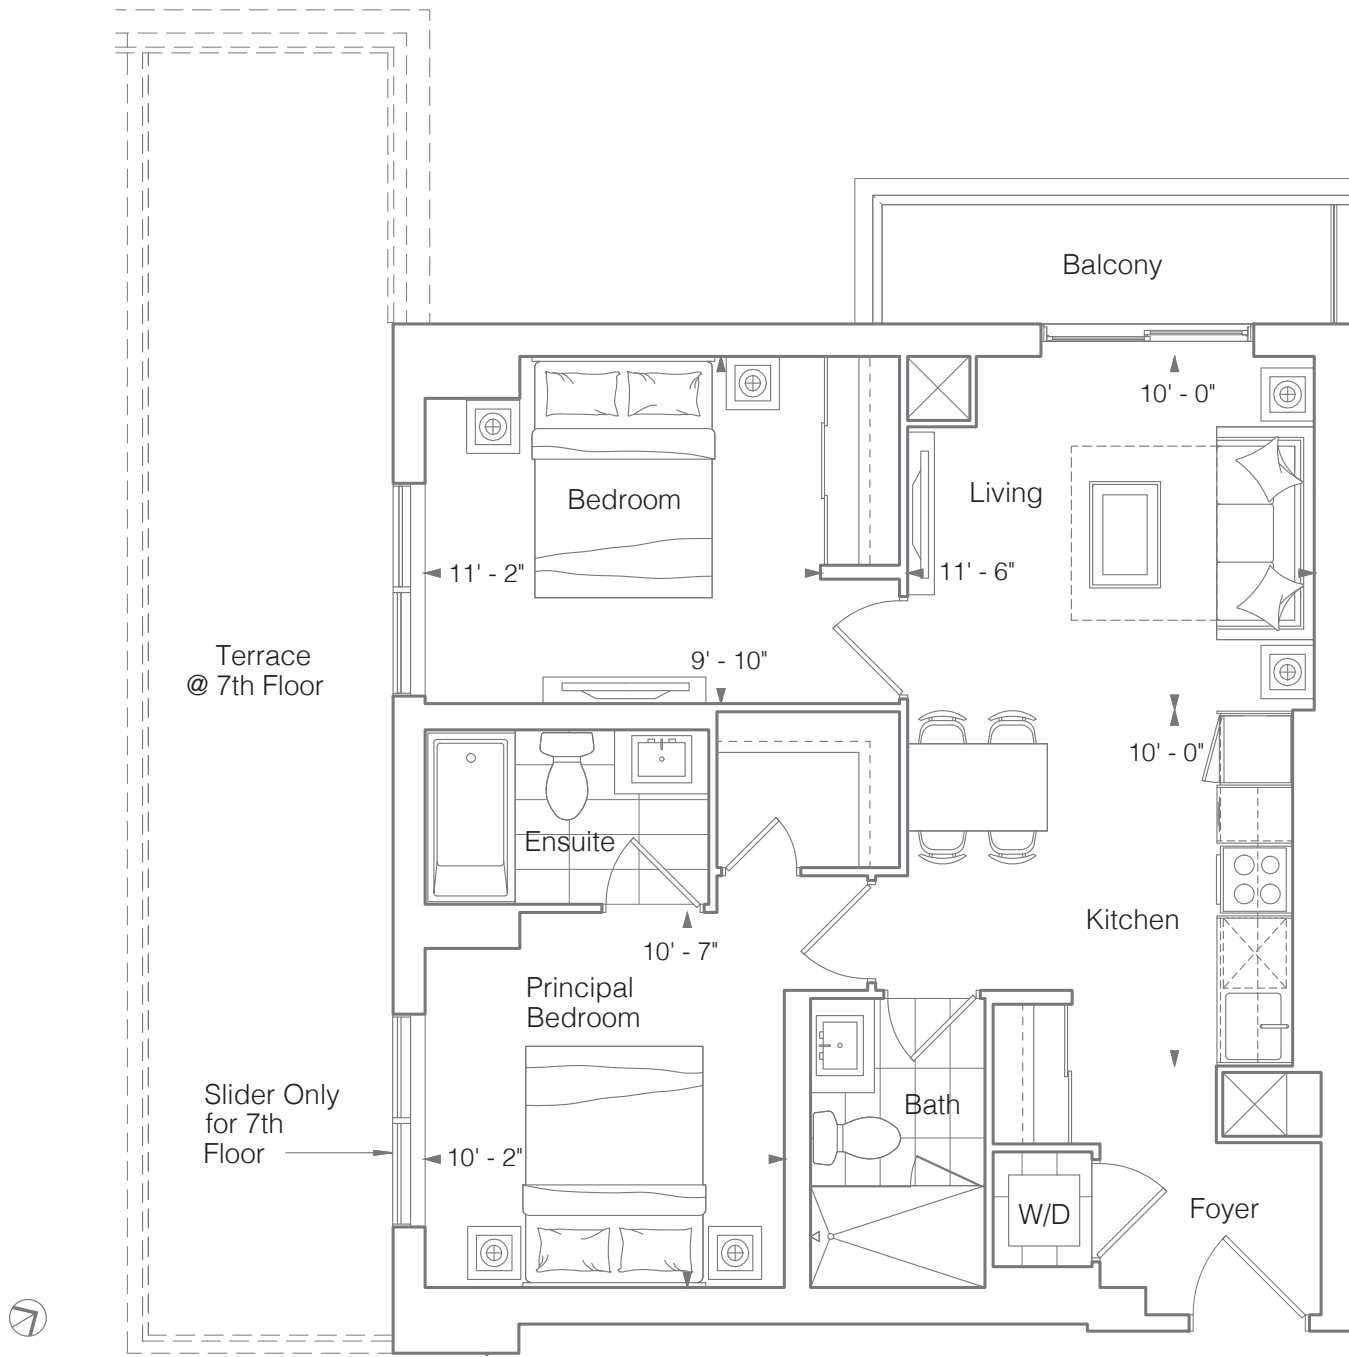 Balcony
10' - 0"
Living
Bedroom
11' - 2"
11' - 6"
Terrace
@ 7th Floor
9' - 10"
10' - 0"
Ensuite
Kitchen
10' - 7"
Principal
Bedroom
Slider Only
for 7th
Floor
Bath
10' - 2"
W/D
Foyer